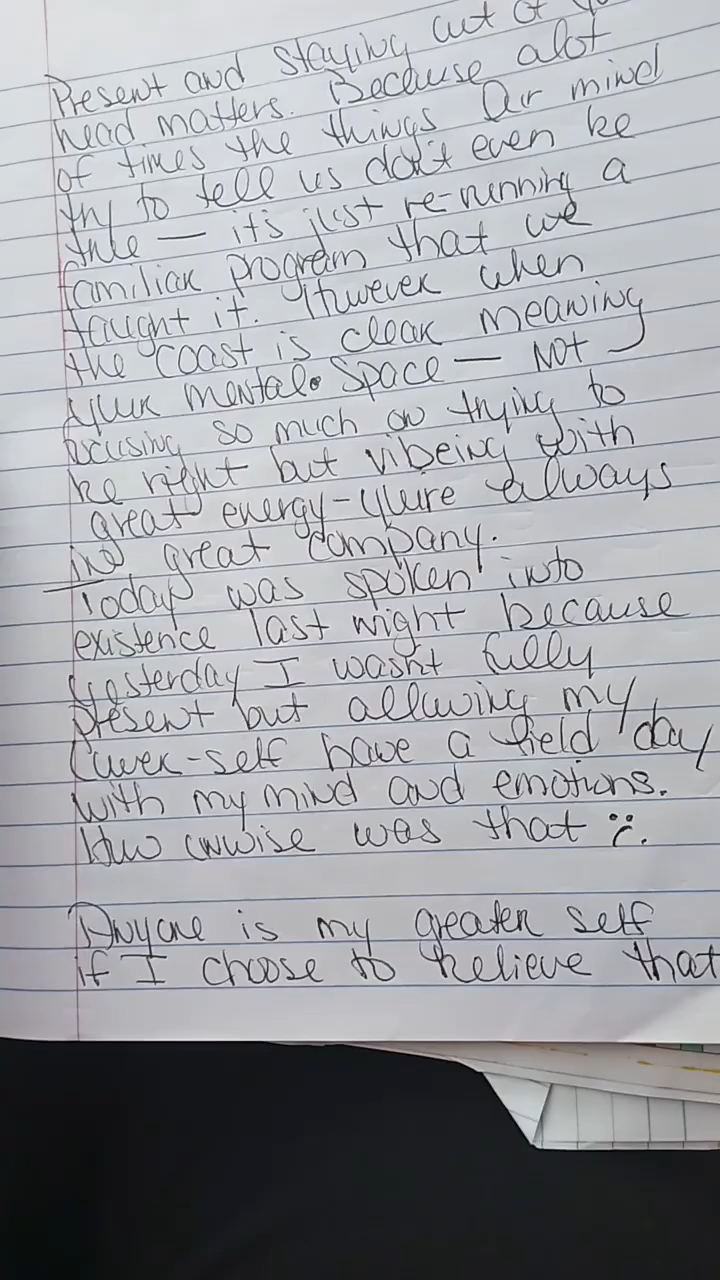 Present and staying out of
head matters. Because alot
of times the things Our mind
try to tell us don't even be
true — it's just re-running a
familiar program that we
taught it. However when
the coast is clear meaning
your mental space — Not
focusing so much on trying to
be right but vibeing with
great energy-you're always
in great company.
Today was spoken into
existence last night because
yesterday I wasn't fully
present but allowing my
lower-self have a field day
with my mind and emotions.
How unwise was that :(.
Anyone is my greater self
if I choose to believe that